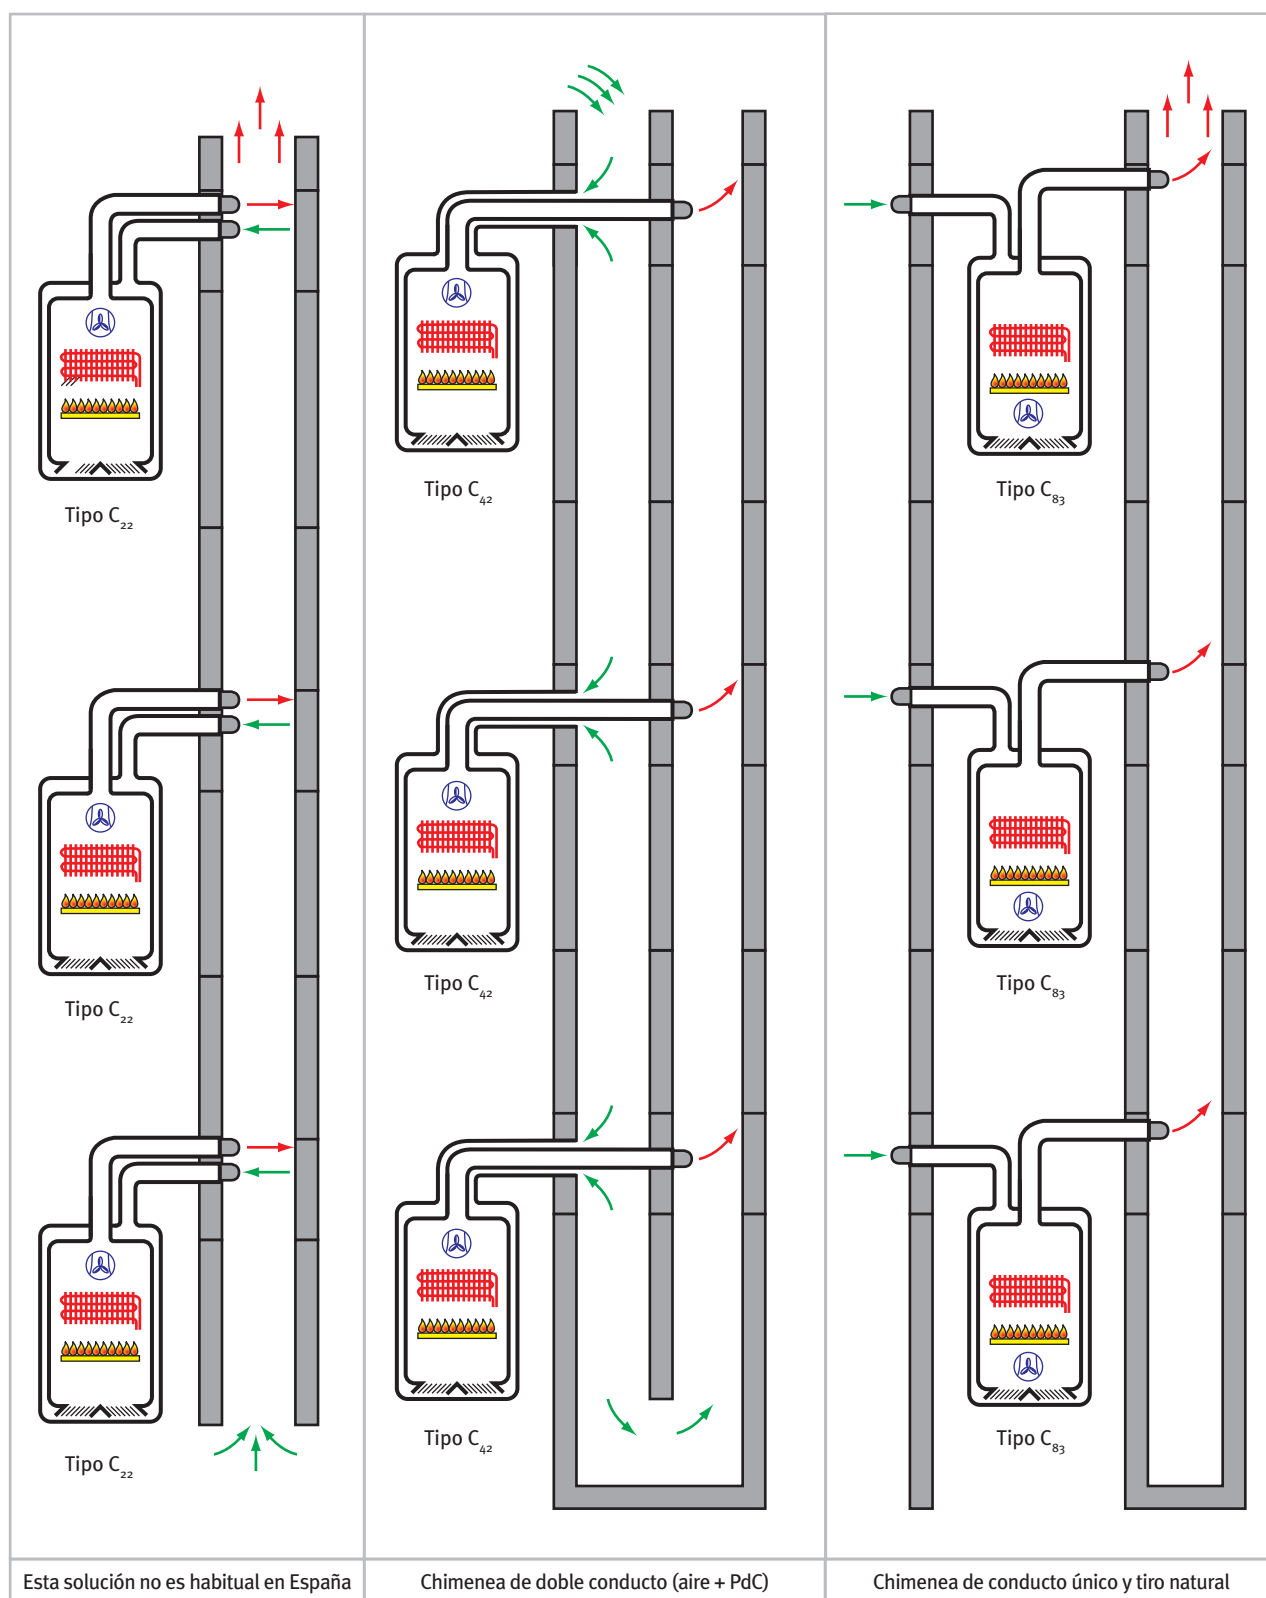 Tipo C₂₂
Tipo C₂₂
Tipo C₂₂
Esta solución no es habitual en España
Tipo C₄₂
Tipo C₄₂
Tipo C₄₂
Chimenea de doble conducto (aire + PdC)
Tipo C₈₃
Tipo C₈₃
Tipo C₈₃
Chimenea de conducto único y tiro natural